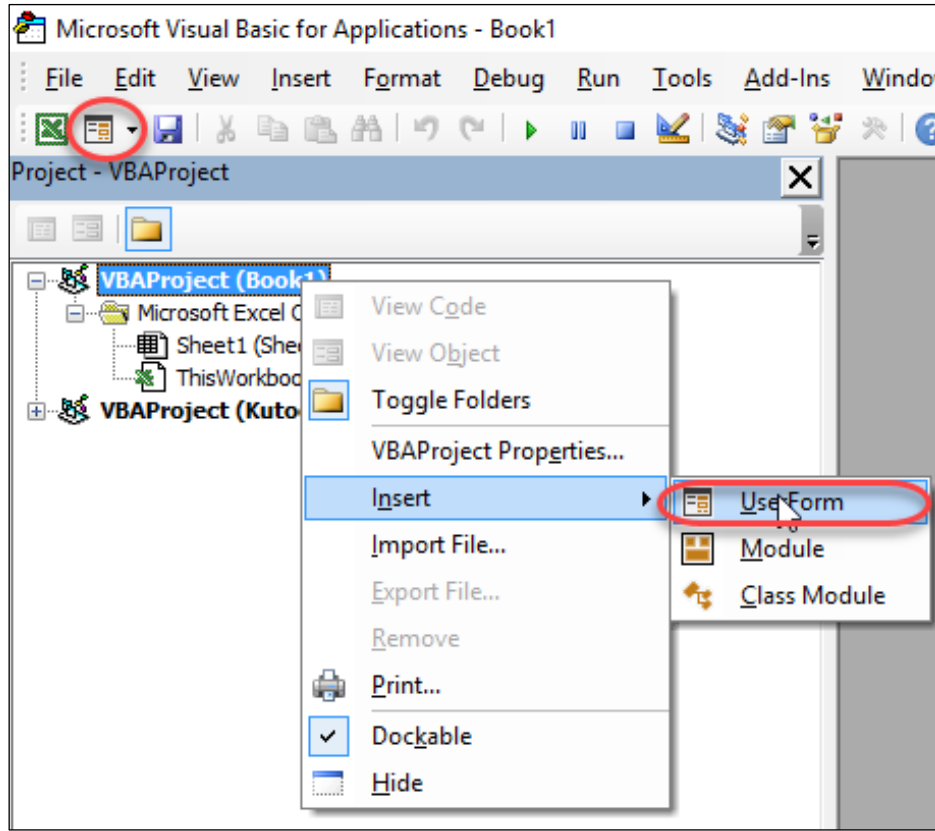 Microsoft Visual Basic for Applications - Book1
File Edit View Insert Format Debug Run Tools Add-Ins Windo
Project - VBAProject
VBAProject (Book1)
Microsoft Excel O
Sheet1 (She
ThisWorkboo
VBAProject (Kuto
View Code
View Object
Toggle Folders
VBAProject Properties...
Insert
UserForm
Import File...
Module
Export File...
Class Module
Remove
Print...
Dockable
Hide